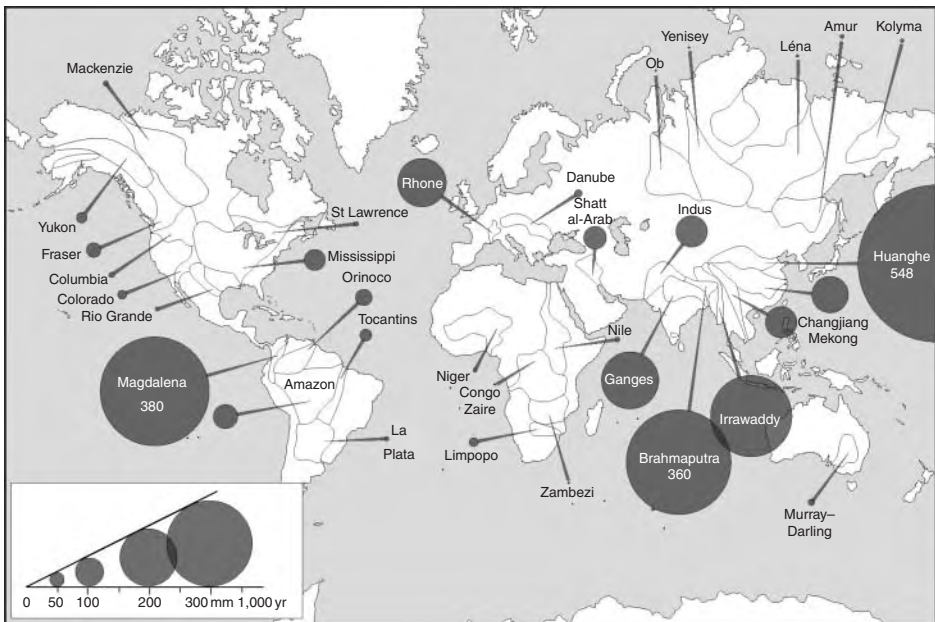 Mackenzie
Yukon
Fraser
Columbia
Colorado
Rio Grande
St Lawrence
Mississippi
Orinoco
Tocantins
Magdalena
380
Amazon
La
Plata
Rhone
Danube
Shatt
al-Arab
Indus
Ob
Yenisey
Léna
Amur
Kolyma
Huanghe
548
Changjiang
Mekong
Nile
Niger
Congo
Zaire
Limpopo
Zambezi
Ganges
Irrawaddy
Brahmaputra
360
Murray–
Darling
0 50 100 200 300 mm 1,000 yr